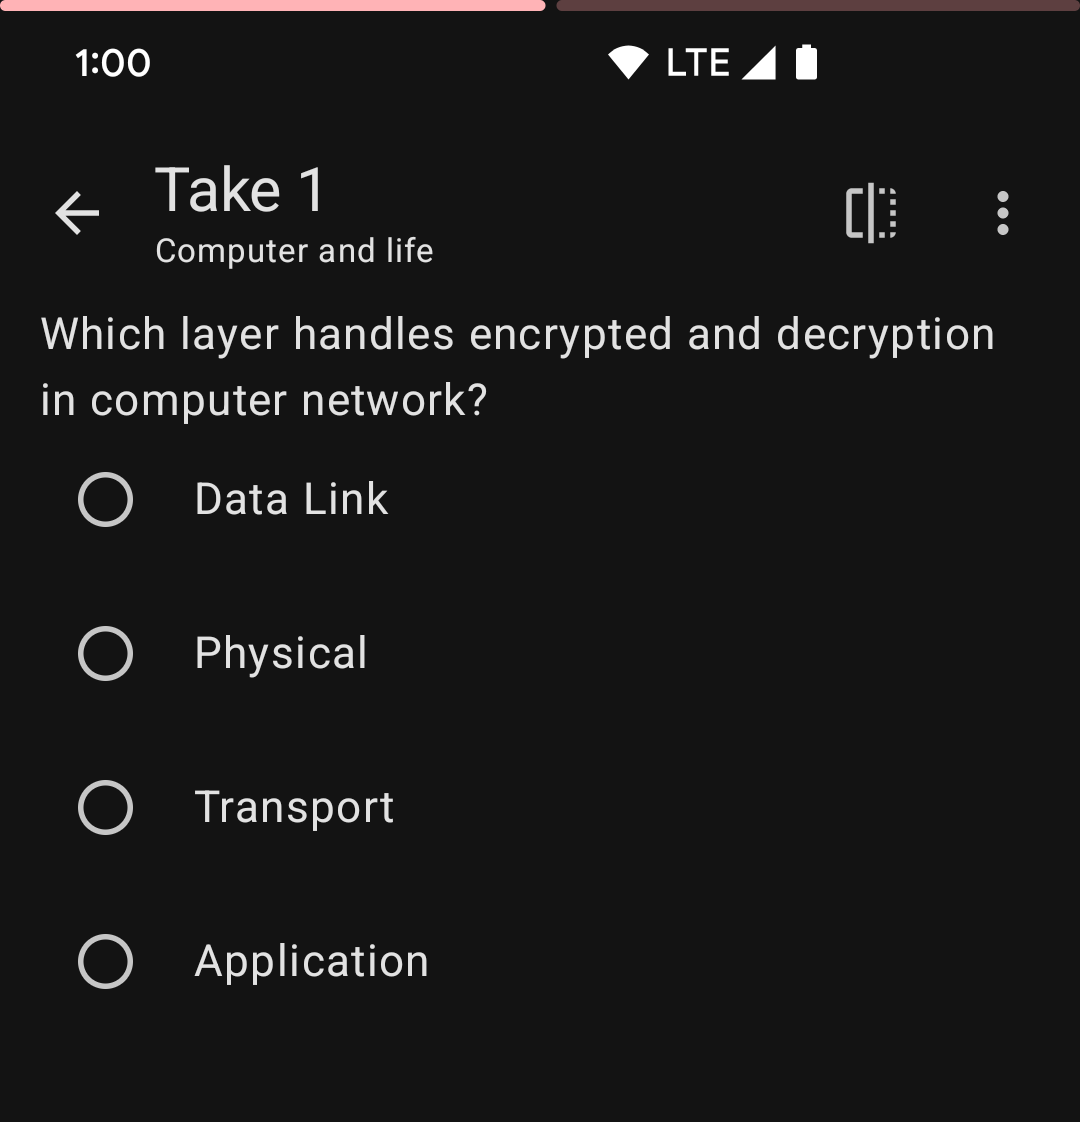 1:00
LTE
Take 1
Computer and life
Which layer handles encrypted and decryption
in computer network?
Data Link
Physical
Transport
Application